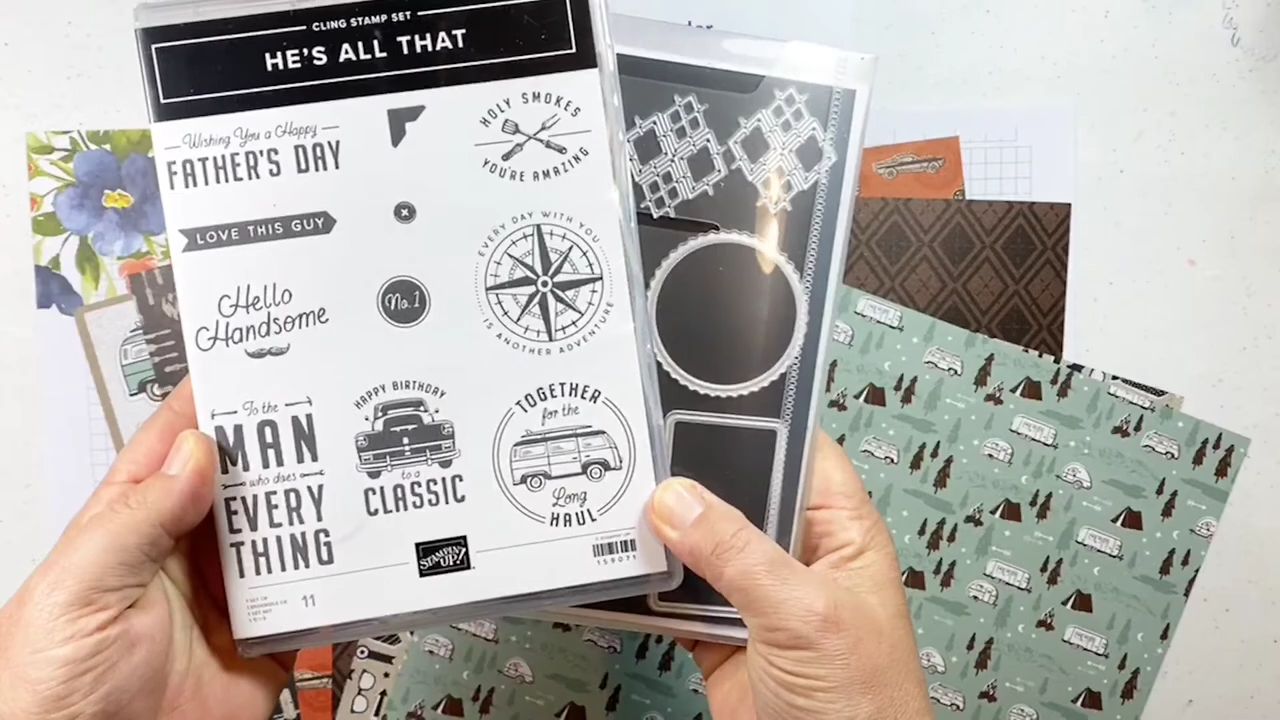 CLING STAMP SET
HE'S ALL THAT
Wishing You a Happy
FATHER'S DAY
HOLY SMOKES
YOU'RE AMAZING
LOVE THIS GUY
EVERY DAY WITH YOU
IS ANOTHER ADVENTURE
Hello
Handsome
No. 1
To the
MAN
who does
EVERY
THING
HAPPY BIRTHDAY
to a
CLASSIC
TOGETHER
for the
Long
HAUL
STAMPIN' UP!
159071
11